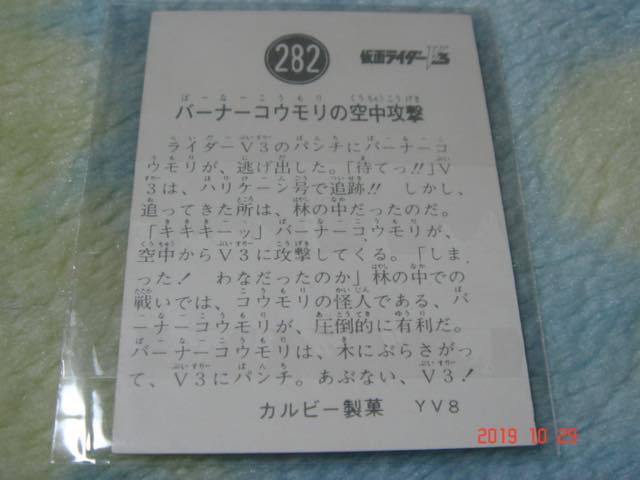 282
仮面ライダーV3
バーナーコウモリの空中攻撃
ライダーV3のパンチにバーナーコ
ウモリが、逃げ出した。「待てっ!!」V
3は、ハリケーン号で追跡!! しかし、
追ってきた所は、林の中だったのだ。
「キキキーッ」バーナーコウモリが、
空中からV3に攻撃してくる。「しま
った! わなだったのか」林の中での
戦いでは、コウモリの怪人である、バ
ーナーコウモリが、圧倒的に有利だ。
バーナーコウモリは、木にぶらさがっ
て、V3にパンチ。あぶない、V3!
カルビー製菓 YV8
2019 10 29